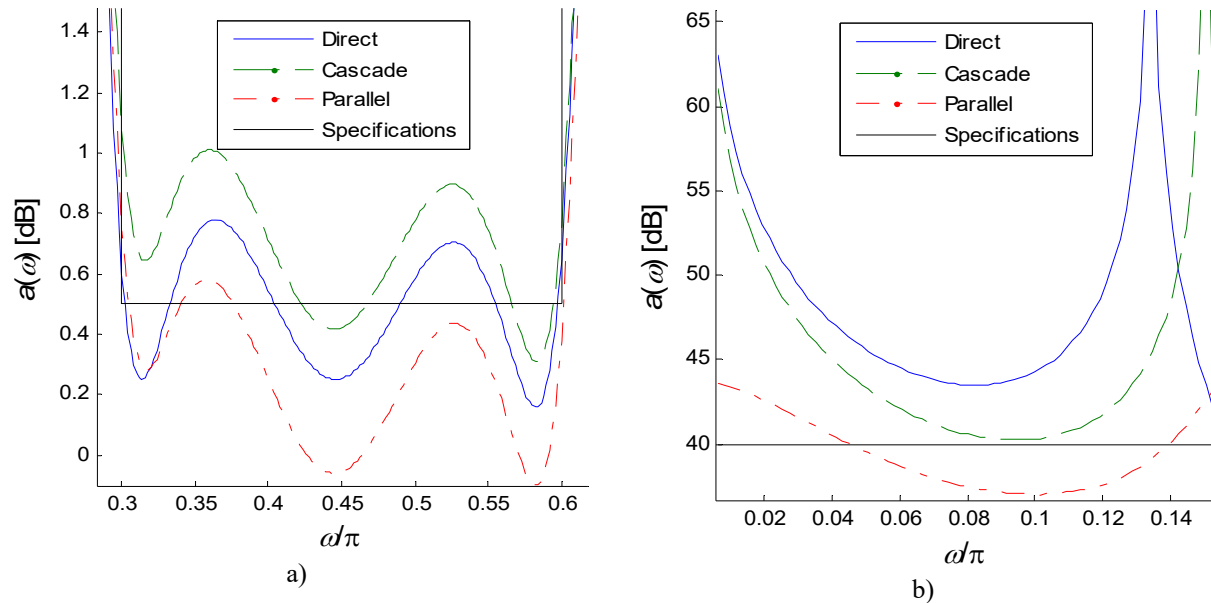 1.4
1.2
1
0.8
0.6
0.4
0.2
0
a(ω) [dB]
Direct
Cascade
Parallel
Specifications
0.3 0.35 0.4 0.45 0.5 0.55 0.6
ω/π
a)
65
60
55
50
45
40
a(ω) [dB]
Direct
Cascade
Parallel
Specifications
0.02 0.04 0.06 0.08 0.1 0.12 0.14
ω/π
b)